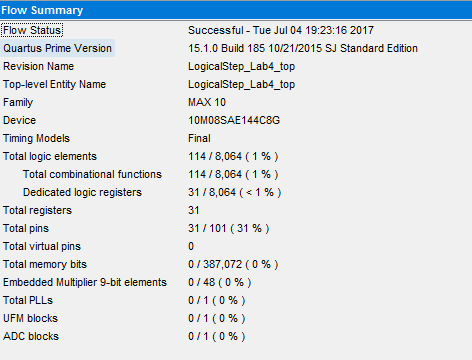 Flow Summary
Flow Status Successful - Tue Jul 04 19:23:16 2017
Quartus Prime Version 15.1.0 Build 185 10/21/2015 SJ Standard Edition
Revision Name LogicalStep_Lab4_top
Top-level Entity Name LogicalStep_Lab4_top
Family MAX 10
Device 10M08SAE144C8G
Timing Models Final
Total logic elements 114 / 8,064 ( 1 % )
Total combinational functions 114 / 8,064 ( 1 % )
Dedicated logic registers 31 / 8,064 ( < 1 % )
Total registers 31
Total pins 31 / 101 ( 31 % )
Total virtual pins 0
Total memory bits 0 / 387,072 ( 0 % )
Embedded Multiplier 9-bit elements 0 / 48 ( 0 % )
Total PLLs 0 / 1 ( 0 % )
UFM blocks 0 / 1 ( 0 % )
ADC blocks 0 / 1 ( 0 % )